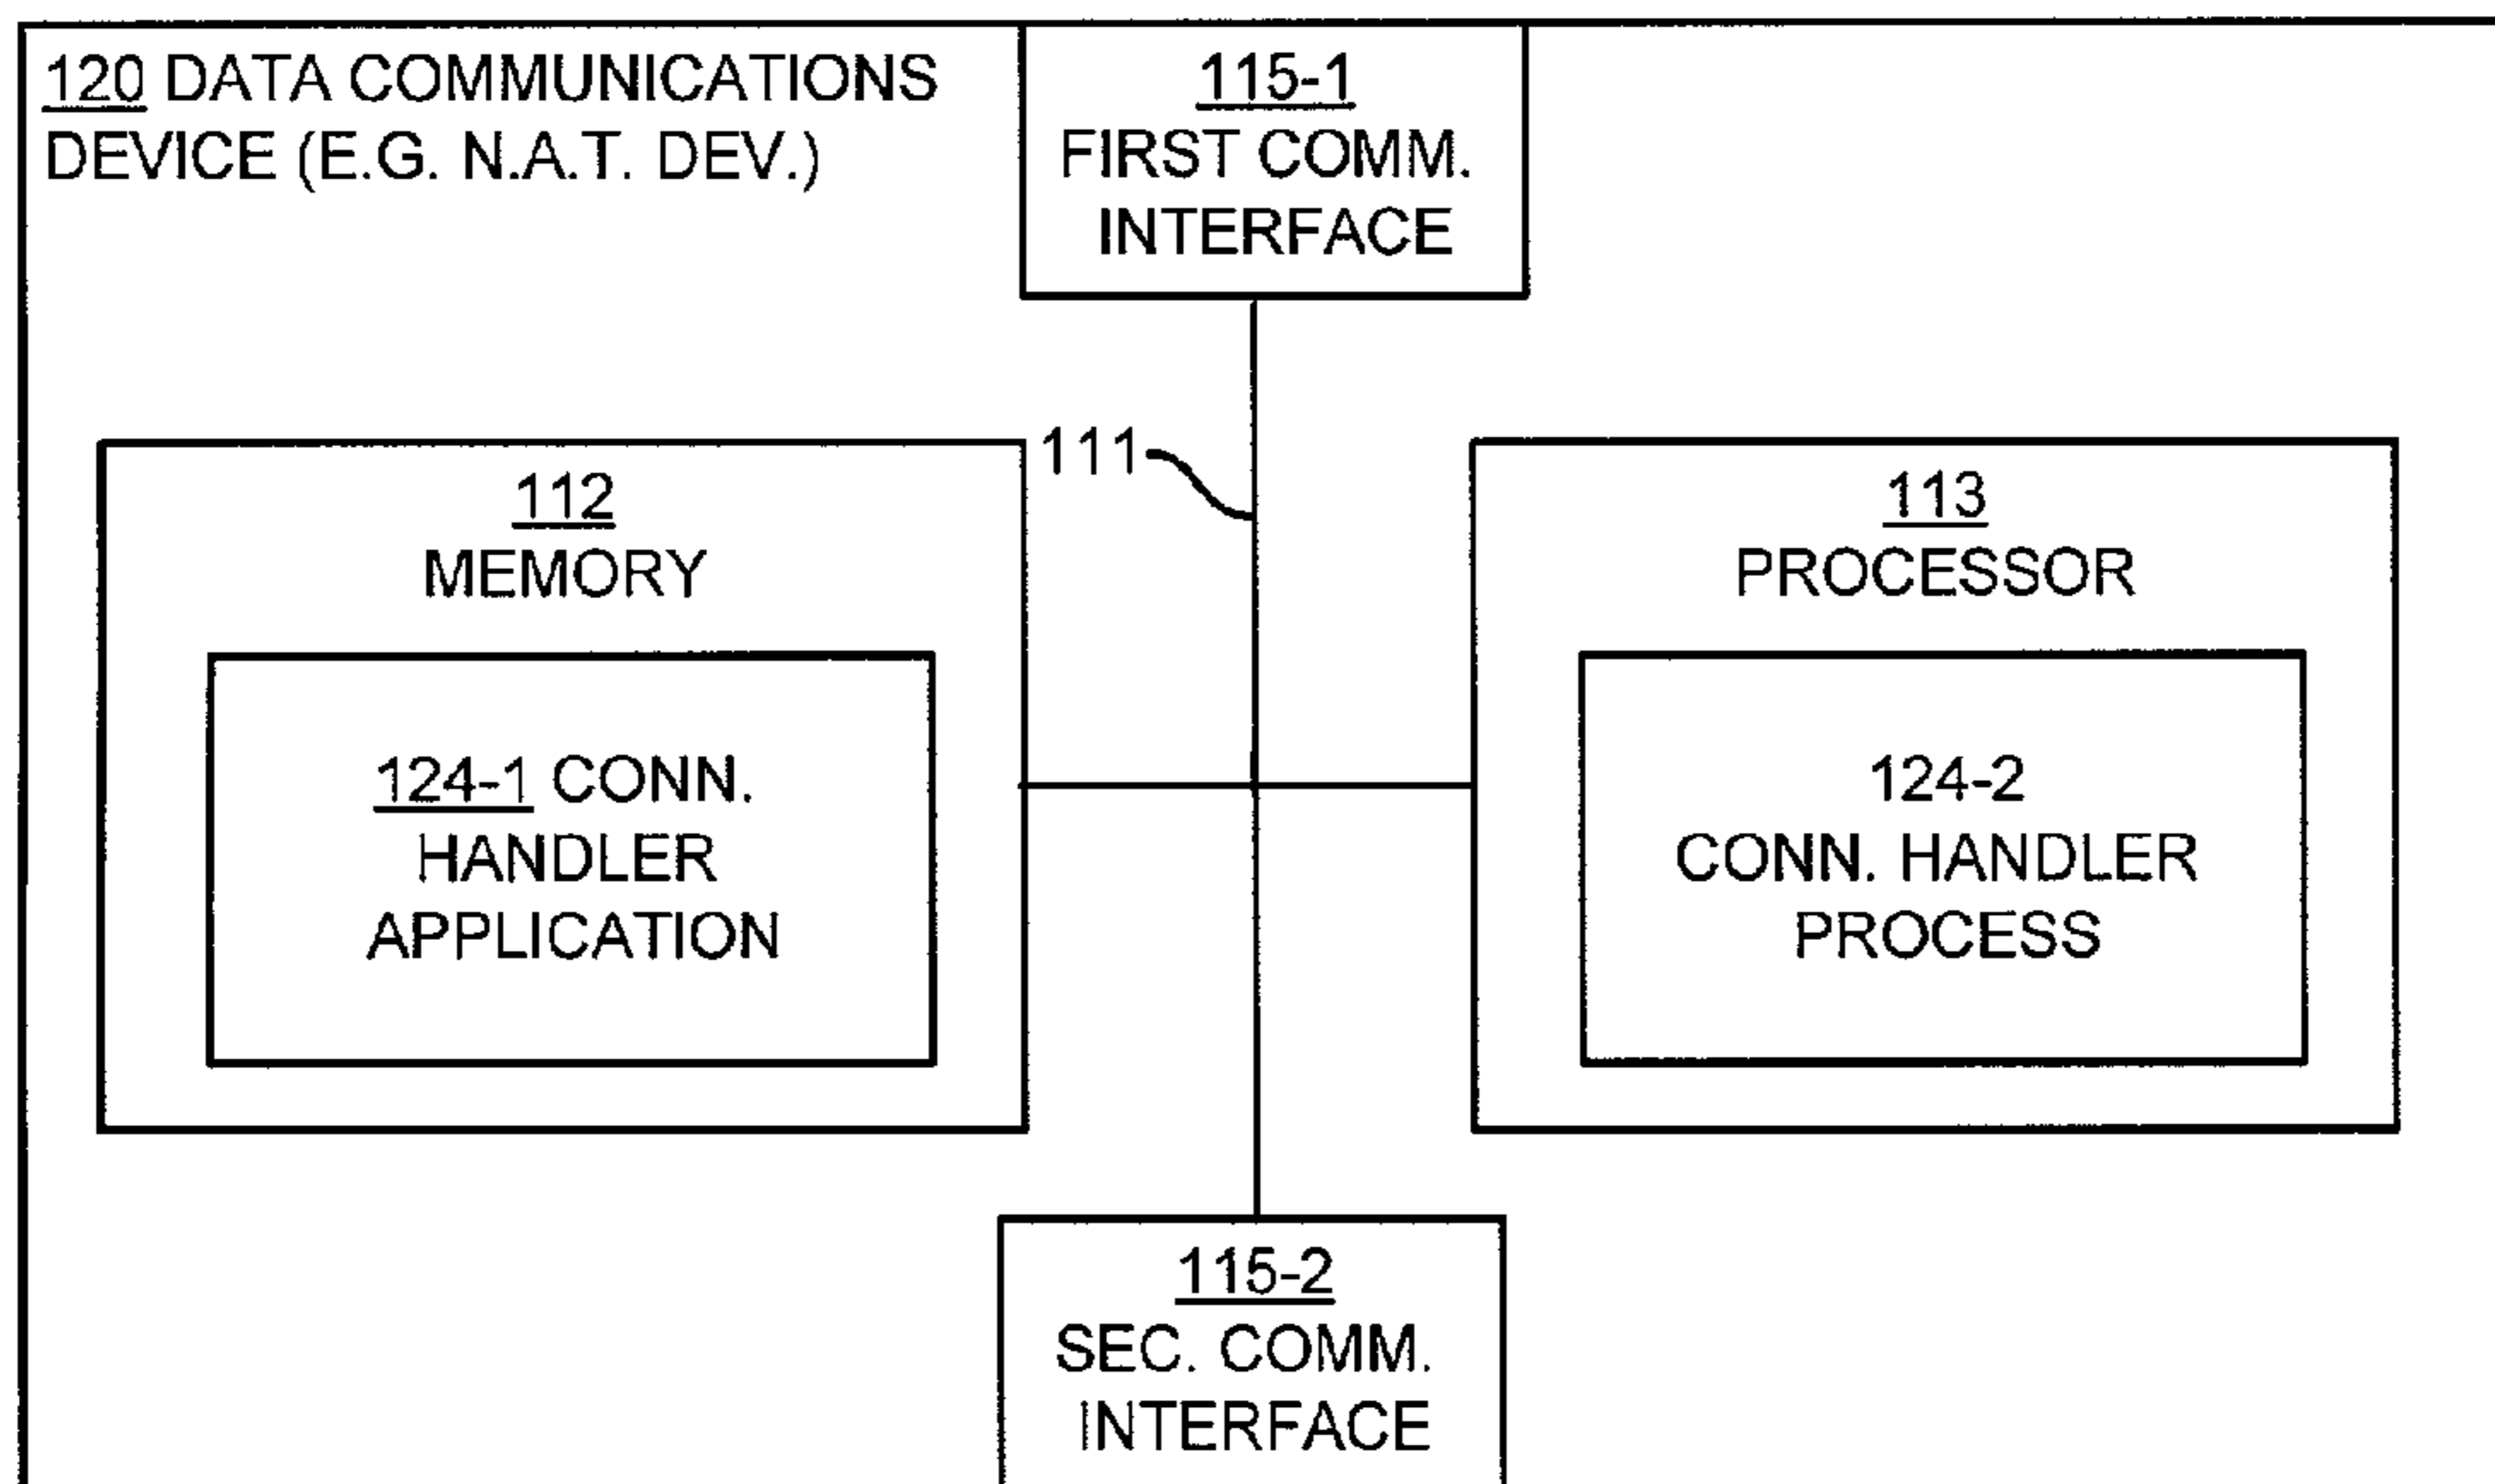 120 DATA COMMUNICATIONS
DEVICE (E.G. N.A.T. DEV.)
115-1
FIRST COMM.
INTERFACE
111
112
MEMORY
124-1 CONN.
HANDLER
APPLICATION
113
PROCESSOR
124-2
CONN. HANDLER
PROCESS
115-2
SEC. COMM.
INTERFACE